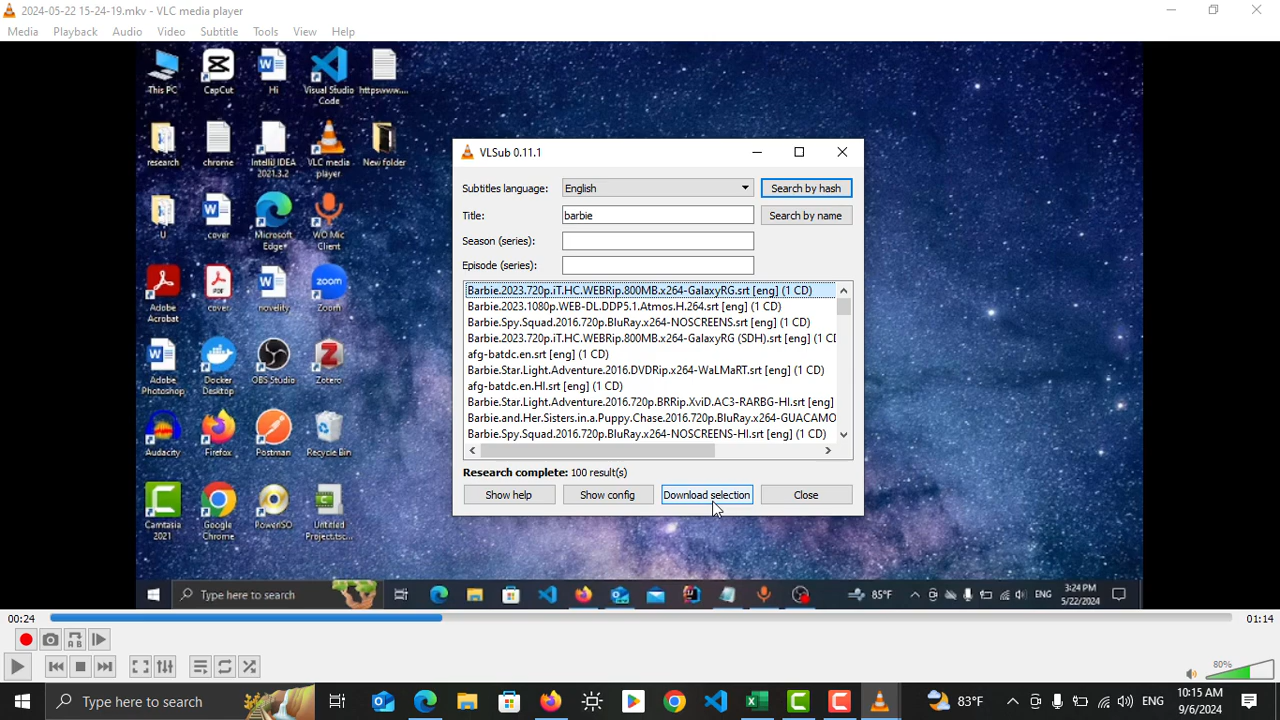 2024-05-22 15-24-19.mkv - VLC media player
Media Playback Audio Video Subtitle Tools View Help
This PC CapCut Hi Visual Studio Code httpswww....
research chrome IntelliJ IDEA 2021.3.2 VLC media player New folder
U cover Microsoft Edge WO Mic Client
Adobe Acrobat cover novelity Zoom
zoom
Adobe Photoshop Docker Desktop OBS Studio Zotero
Audacity Firefox Postman Recycle Bin
Camtasia 2021 Google Chrome PowerISO Untitled Project.tsc...
VLSub 0.11.1
Subtitles language: English Search by hash
Title: barbie Search by name
Season (series):
Episode (series):
Barbie.2023.720p.iT.HC.WEBRip.800MB.x264-GalaxyRG.srt [eng] (1 CD)
Barbie.2023.1080p.WEB-DL.DDP5.1.Atmos.H.264.srt [eng] (1 CD)
Barbie.Spy.Squad.2016.720p.BluRay.x264-NOSCREENS.srt [eng] (1 CD)
Barbie.2023.720p.iT.HC.WEBRip.800MB.x264-GalaxyRG (SDH).srt [eng] (1 CD
afg-batdc.en.srt [eng] (1 CD)
Barbie.Star.Light.Adventure.2016.DVDRip.x264-WaLMaRT.srt [eng] (1 CD)
afg-batdc.en.HI.srt [eng] (1 CD)
Barbie.Star.Light.Adventure.2016.720p.BRRip.XviD.AC3-RARBG-HI.srt [eng]
Barbie.and.Her.Sisters.in.a.Puppy.Chase.2016.720p.BluRay.x264-GUACAMO
Barbie.Spy.Squad.2016.720p.BluRay.x264-NOSCREENS-HI.srt [eng] (1 CD)
Research complete: 100 result(s)
Show help Show config Download selection Close
Type here to search 85°F ENG 3:24 PM
5/22/2024
00:24 01:14
80%
Type here to search 83°F ENG 10:15 AM
9/6/2024